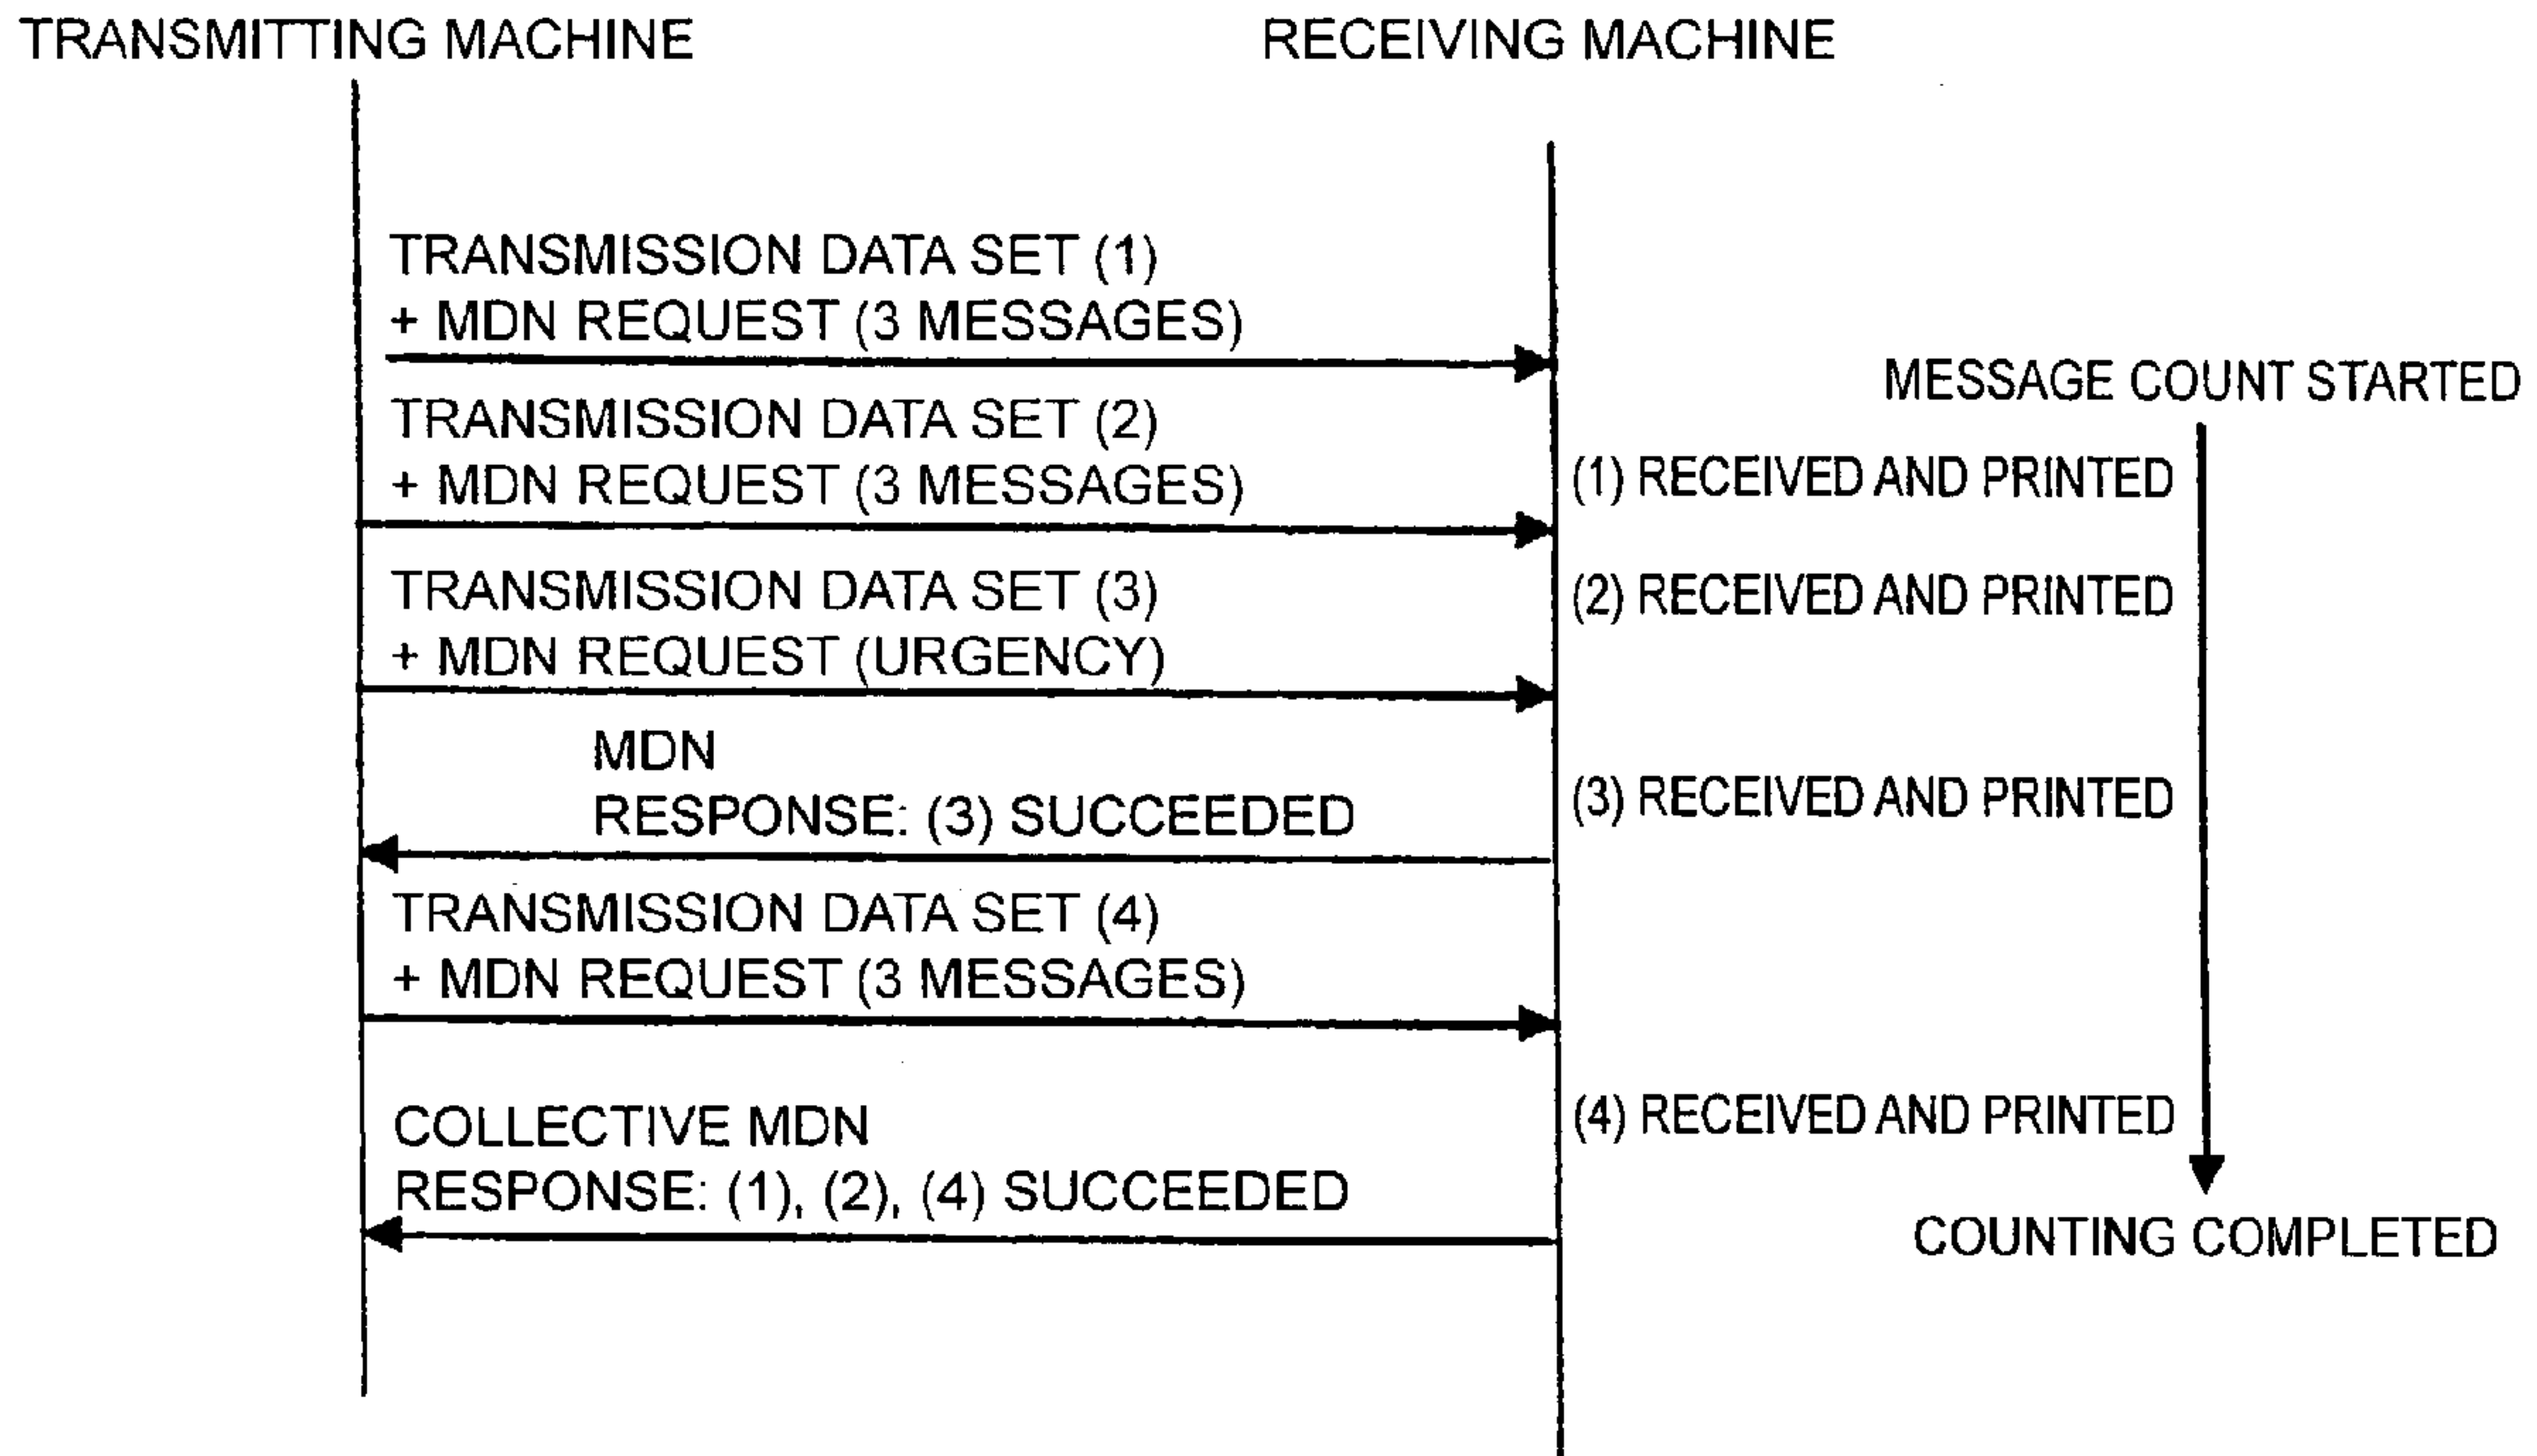 TRANSMITTING MACHINE
RECEIVING MACHINE
TRANSMISSION DATA SET (1)
+ MDN REQUEST (3 MESSAGES)
MESSAGE COUNT STARTED
TRANSMISSION DATA SET (2)
+ MDN REQUEST (3 MESSAGES)
(1) RECEIVED AND PRINTED
TRANSMISSION DATA SET (3)
+ MDN REQUEST (URGENCY)
(2) RECEIVED AND PRINTED
MDN
RESPONSE: (3) SUCCEEDED
(3) RECEIVED AND PRINTED
TRANSMISSION DATA SET (4)
+ MDN REQUEST (3 MESSAGES)
COLLECTIVE MDN
RESPONSE: (1), (2), (4) SUCCEEDED
(4) RECEIVED AND PRINTED
COUNTING COMPLETED